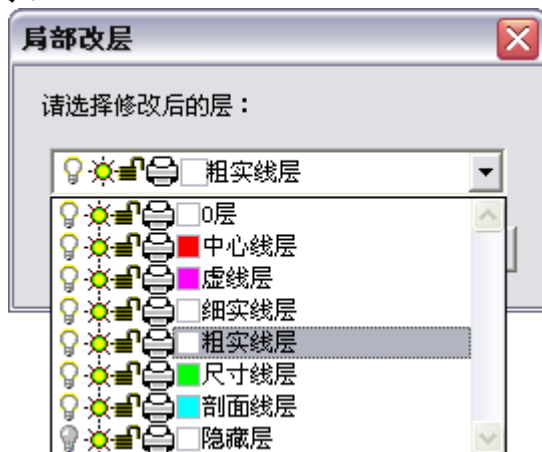 局部改层
请选择修改后的层：
粗实线层
0层
中心线层
虚线层
细实线层
粗实线层
尺寸线层
剖面线层
隐藏层